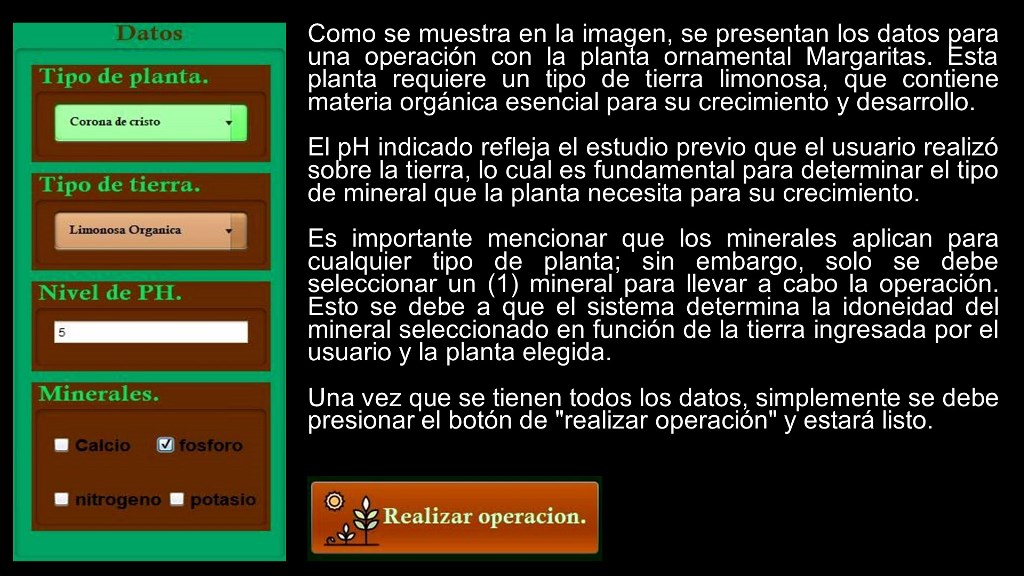 Datos
Tipo de planta.
Corona de cristo
Tipo de tierra.
Limonosa Organica
Nivel de PH.
5
Minerales.
Calcio fosforo
nitrogeno potasio
Como se muestra en la imagen, se presentan los datos para
una operación con la planta ornamental Margaritas. Esta
planta requiere un tipo de tierra limonosa, que contiene
materia orgánica esencial para su crecimiento y desarrollo.
El pH indicado refleja el estudio previo que el usuario realizó
sobre la tierra, lo cual es fundamental para determinar el tipo
de mineral que la planta necesita para su crecimiento.
Es importante mencionar que los minerales aplican para
cualquier tipo de planta; sin embargo, solo se debe
seleccionar un (1) mineral para llevar a cabo la operación.
Esto se debe a que el sistema determina la idoneidad del
mineral seleccionado en función de la tierra ingresada por el
usuario y la planta elegida.
Una vez que se tienen todos los datos, simplemente se debe
presionar el botón de "realizar operación" y estará listo.
Realizar operacion.